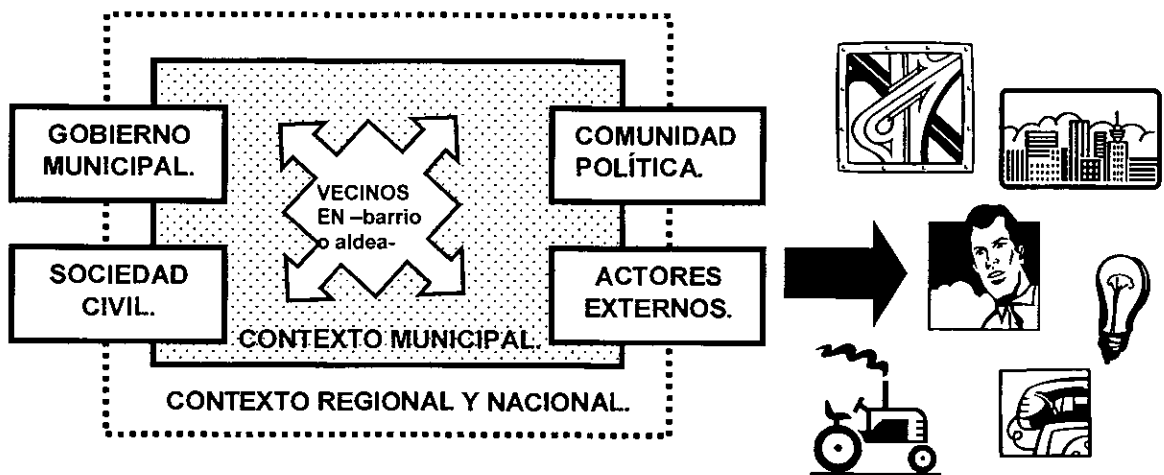 GOBIERNO
MUNICIPAL.
SOCIEDAD
CIVIL.
VECINOS
EN –barrio
o aldea-
COMUNIDAD
POLÍTICA.
ACTORES
EXTERNOS.
CONTEXTO MUNICIPAL.
CONTEXTO REGIONAL Y NACIONAL.